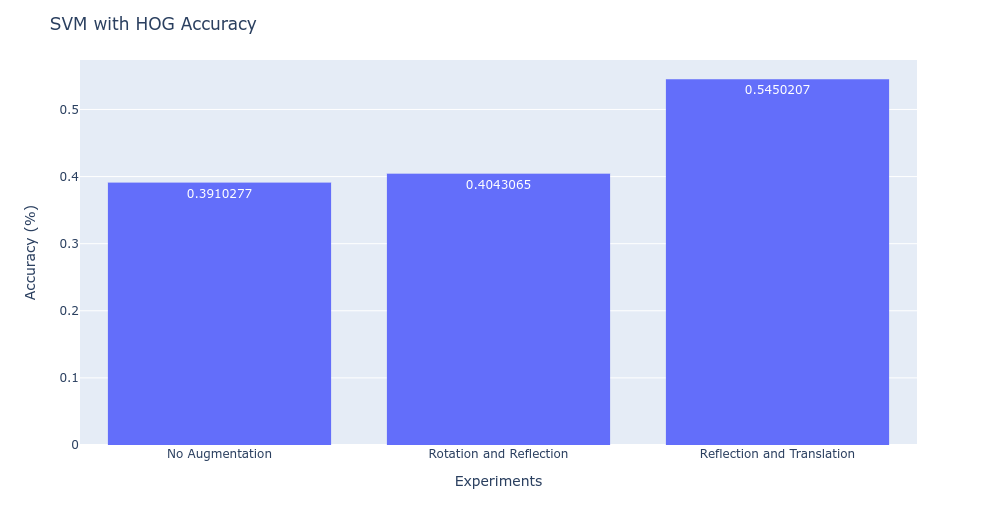 SVM with HOG Accuracy
Accuracy (%)
0.5
0.4
0.3
0.2
0.1
0
0.3910277
0.4043065
0.5450207
No Augmentation
Rotation and Reflection
Reflection and Translation
Experiments